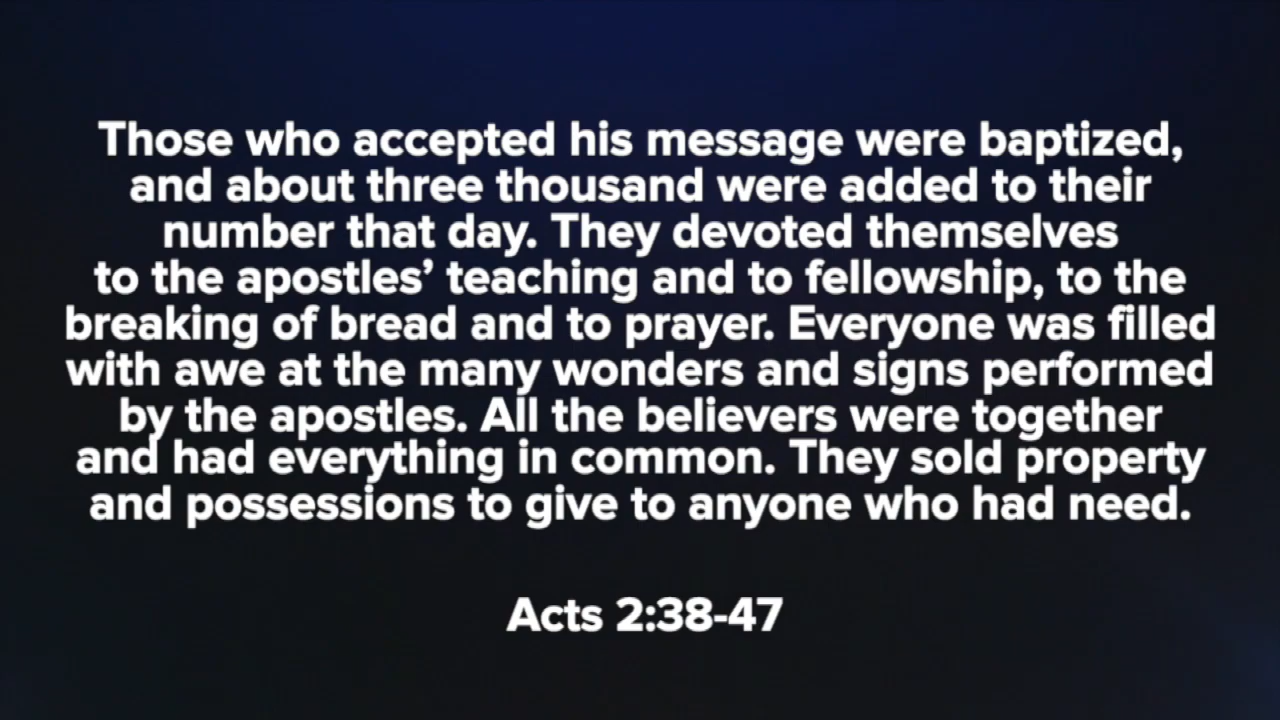 Those who accepted his message were baptized,
and about three thousand were added to their
number that day. They devoted themselves
to the apostles’ teaching and to fellowship, to the
breaking of bread and to prayer. Everyone was filled
with awe at the many wonders and signs performed
by the apostles. All the believers were together
and had everything in common. They sold property
and possessions to give to anyone who had need.
Acts 2:38-47